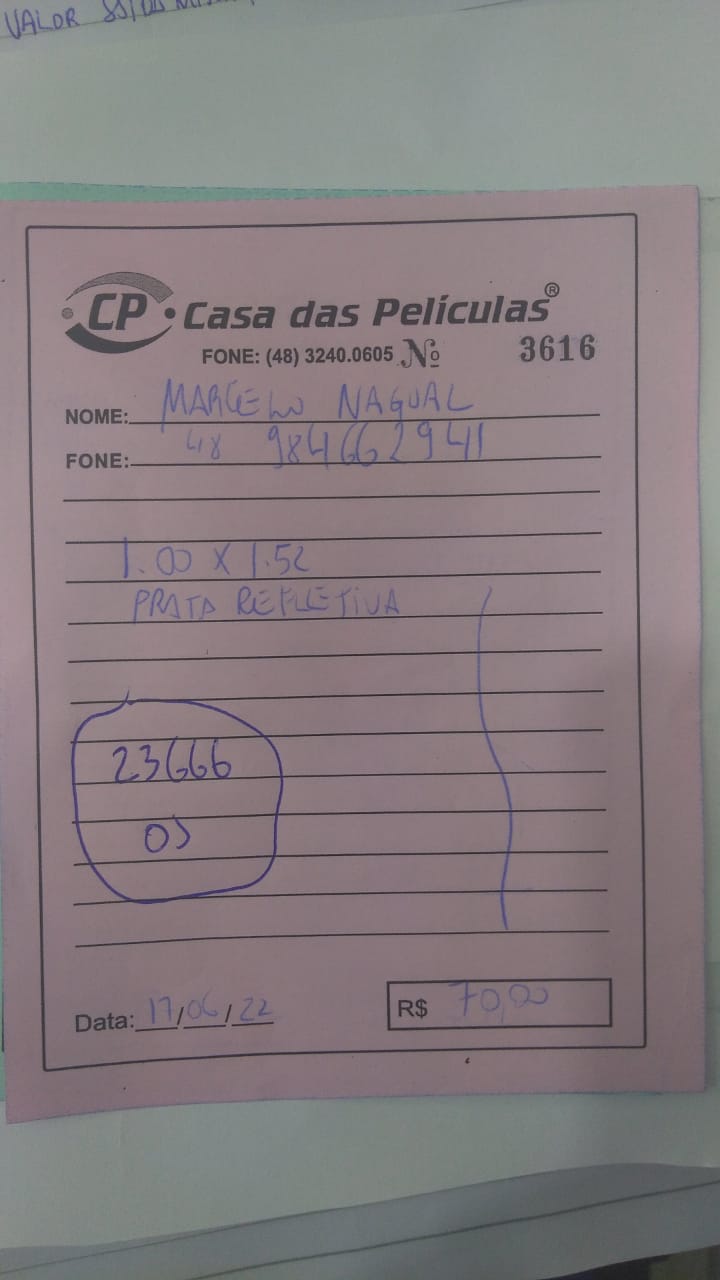 VALOR
CP
Casa das Películas®
FONE: (48) 3240.0605 Nº 3616
NOME: MARCELO NAGUAL
FONE: 48 984662941
1.00 X 1.52
PRATA REFLETIVA
23666
OS
Data: 17/06/22
R$ 70,00